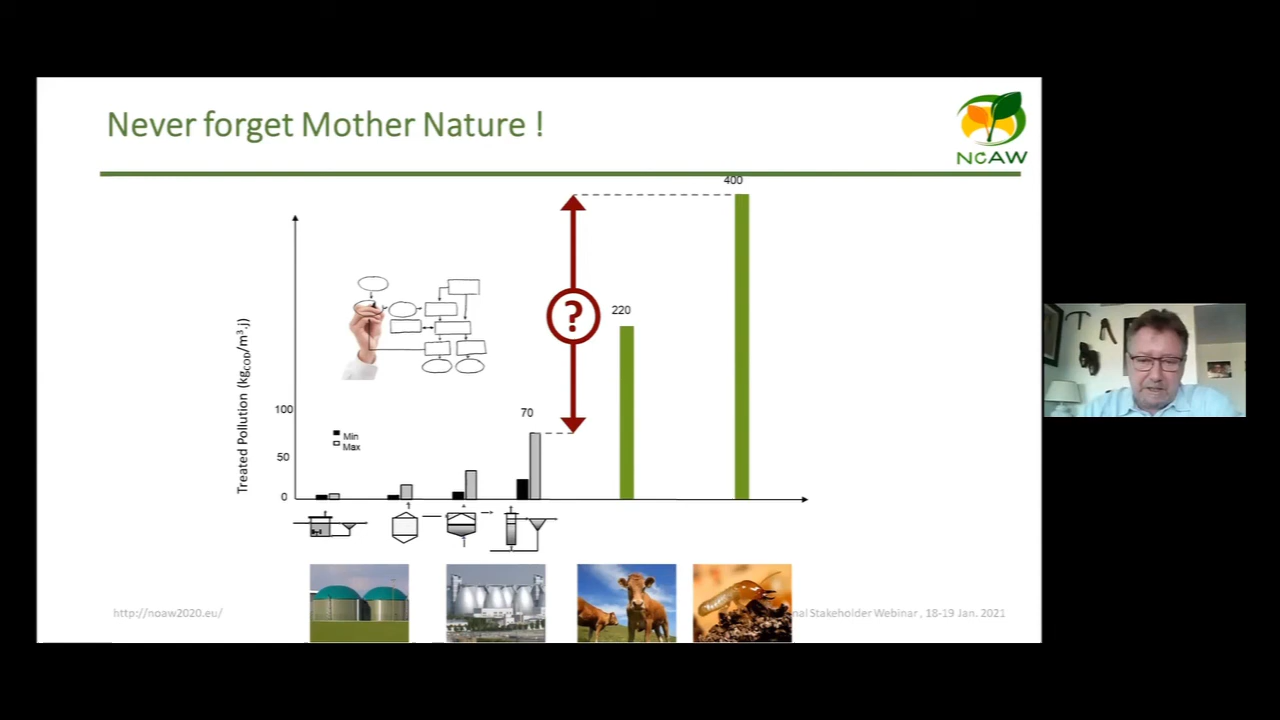 Never forget Mother Nature !
NOAW
400
?
220
Treated Pollution (kgCOD/m³.j)
100
70
Min
Max
50
0
http://noaw2020.eu/
nal Stakeholder Webinar , 18-19 Jan. 2021